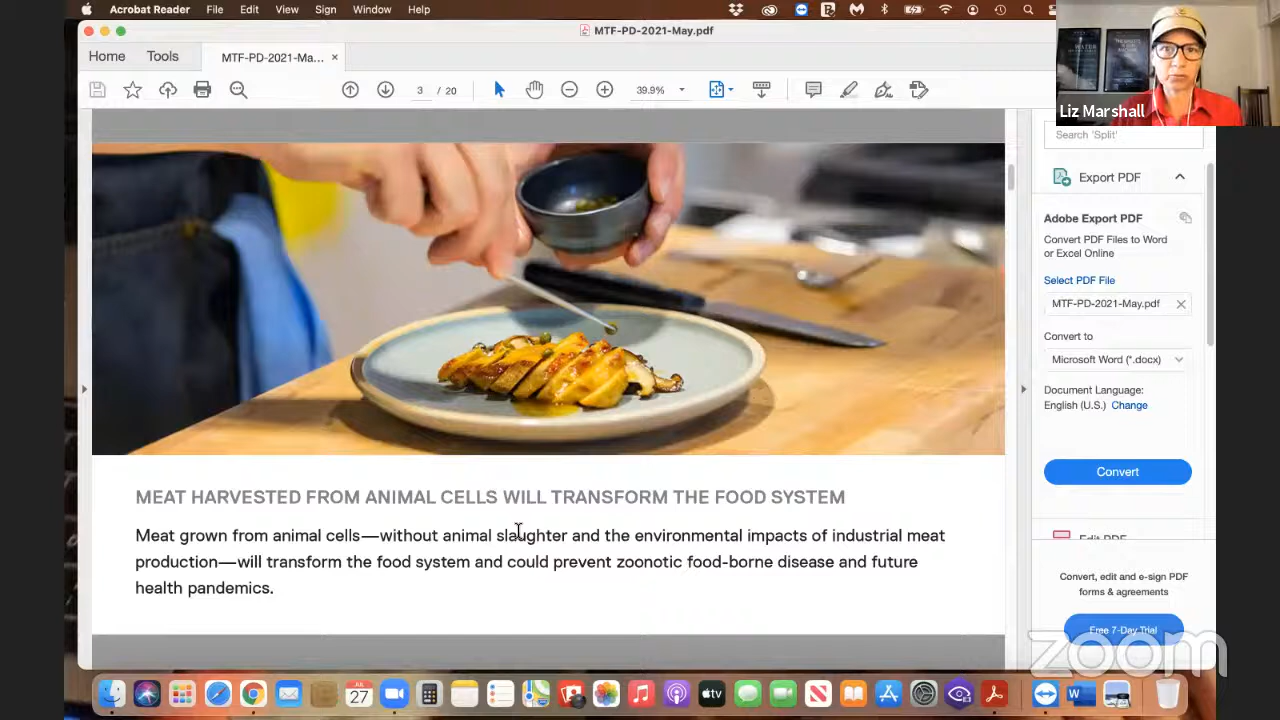 Acrobat Reader File Edit View Sign Window Help
MTF-PD-2021-May.pdf
Home Tools MTF-PD-2021-Ma... ×
3 / 20 39.9%
Liz Marshall
Search 'Split'
Export PDF
Adobe Export PDF
Convert PDF Files to Word
or Excel Online
Select PDF File
MTF-PD-2021-May.pdf
Convert to
Microsoft Word (*.docx)
Document Language:
English (U.S.) Change
Convert
Edit PDF
Convert, edit and e-sign PDF
forms & agreements
Free 7-Day Trial
MEAT HARVESTED FROM ANIMAL CELLS WILL TRANSFORM THE FOOD SYSTEM
Meat grown from animal cells—without animal slaughter and the environmental impacts of industrial meat
production—will transform the food system and could prevent zoonotic food-borne disease and future
health pandemics.
zoom
27
tv